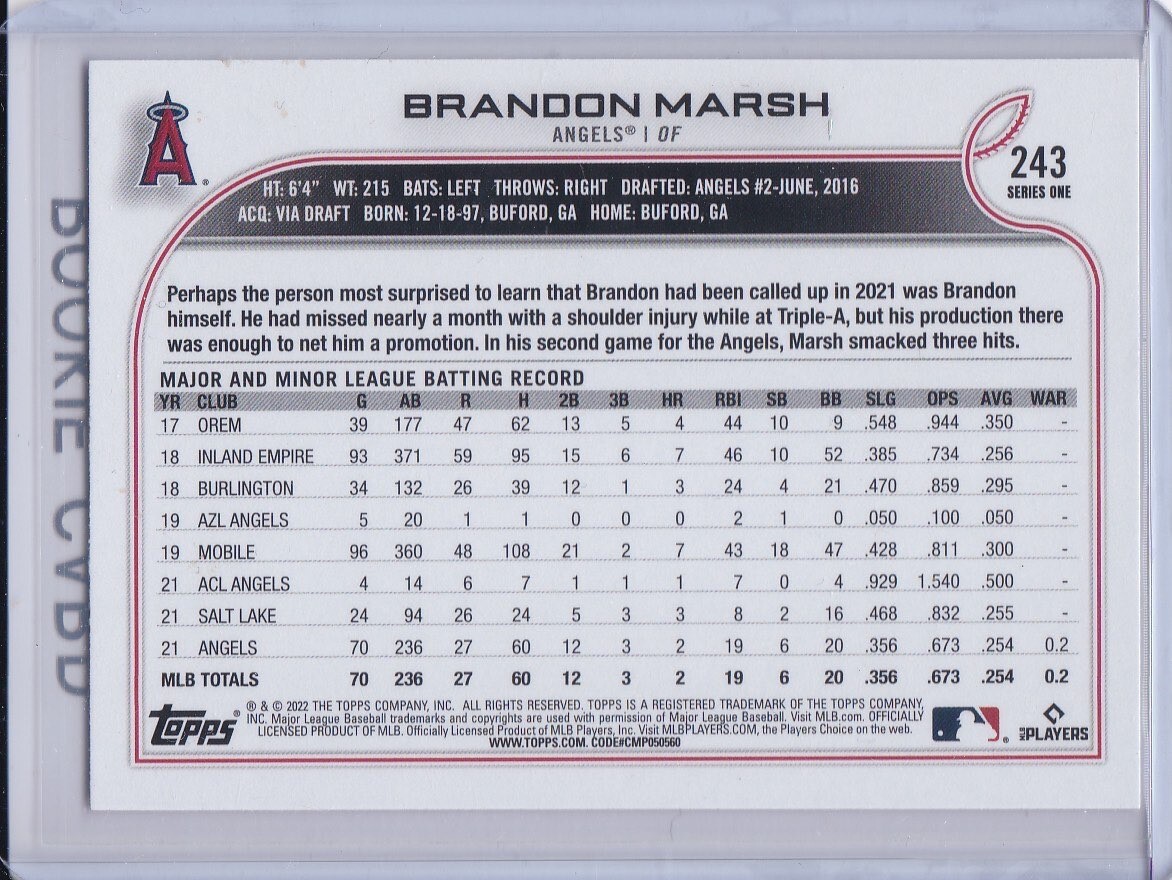 BRANDON MARSH
ANGELS® | OF
A
243
SERIES ONE
HT: 6'4" WT: 215 BATS: LEFT THROWS: RIGHT DRAFTED: ANGELS #2-JUNE, 2016
ACQ: VIA DRAFT BORN: 12-18-97, BUFORD, GA HOME: BUFORD, GA
Perhaps the person most surprised to learn that Brandon had been called up in 2021 was Brandon
himself. He had missed nearly a month with a shoulder injury while at Triple-A, but his production there
was enough to net him a promotion. In his second game for the Angels, Marsh smacked three hits.
MAJOR AND MINOR LEAGUE BATTING RECORD
YR CLUB G AB R H 2B 3B HR RBI SB BB SLG OPS AVG WAR
17 OREM 39 177 47 62 13 5 4 44 10 9 .548 .944 .350 -
18 INLAND EMPIRE 93 371 59 95 15 6 7 46 10 52 .385 .734 .256 -
18 BURLINGTON 34 132 26 39 12 1 3 24 4 21 .470 .859 .295 -
19 AZL ANGELS 5 20 1 1 0 0 0 2 1 0 .050 .100 .050 -
19 MOBILE 96 360 48 108 21 2 7 43 18 47 .428 .811 .300 -
21 ACL ANGELS 4 14 6 7 1 1 1 7 0 4 .929 1.540 .500 -
21 SALT LAKE 24 94 26 24 5 3 3 8 2 16 .468 .832 .255 -
21 ANGELS 70 236 27 60 12 3 2 19 6 20 .356 .673 .254 0.2
MLB TOTALS 70 236 27 60 12 3 2 19 6 20 .356 .673 .254 0.2
Topps®
® & © 2022 THE TOPPS COMPANY, INC. ALL RIGHTS RESERVED. TOPPS IS A REGISTERED TRADEMARK OF THE TOPPS COMPANY,
INC. Major League Baseball trademarks and copyrights are used with permission of Major League Baseball. Visit MLB.com. OFFICIALLY
LICENSED PRODUCT OF MLB. Officially Licensed Product of MLB Players, Inc. Visit MLBPLAYERS.COM, the Players Choice on the web.
WWW.TOPPS.COM. CODE#CMP050560
MLB PLAYERS
ROOKIE CARD